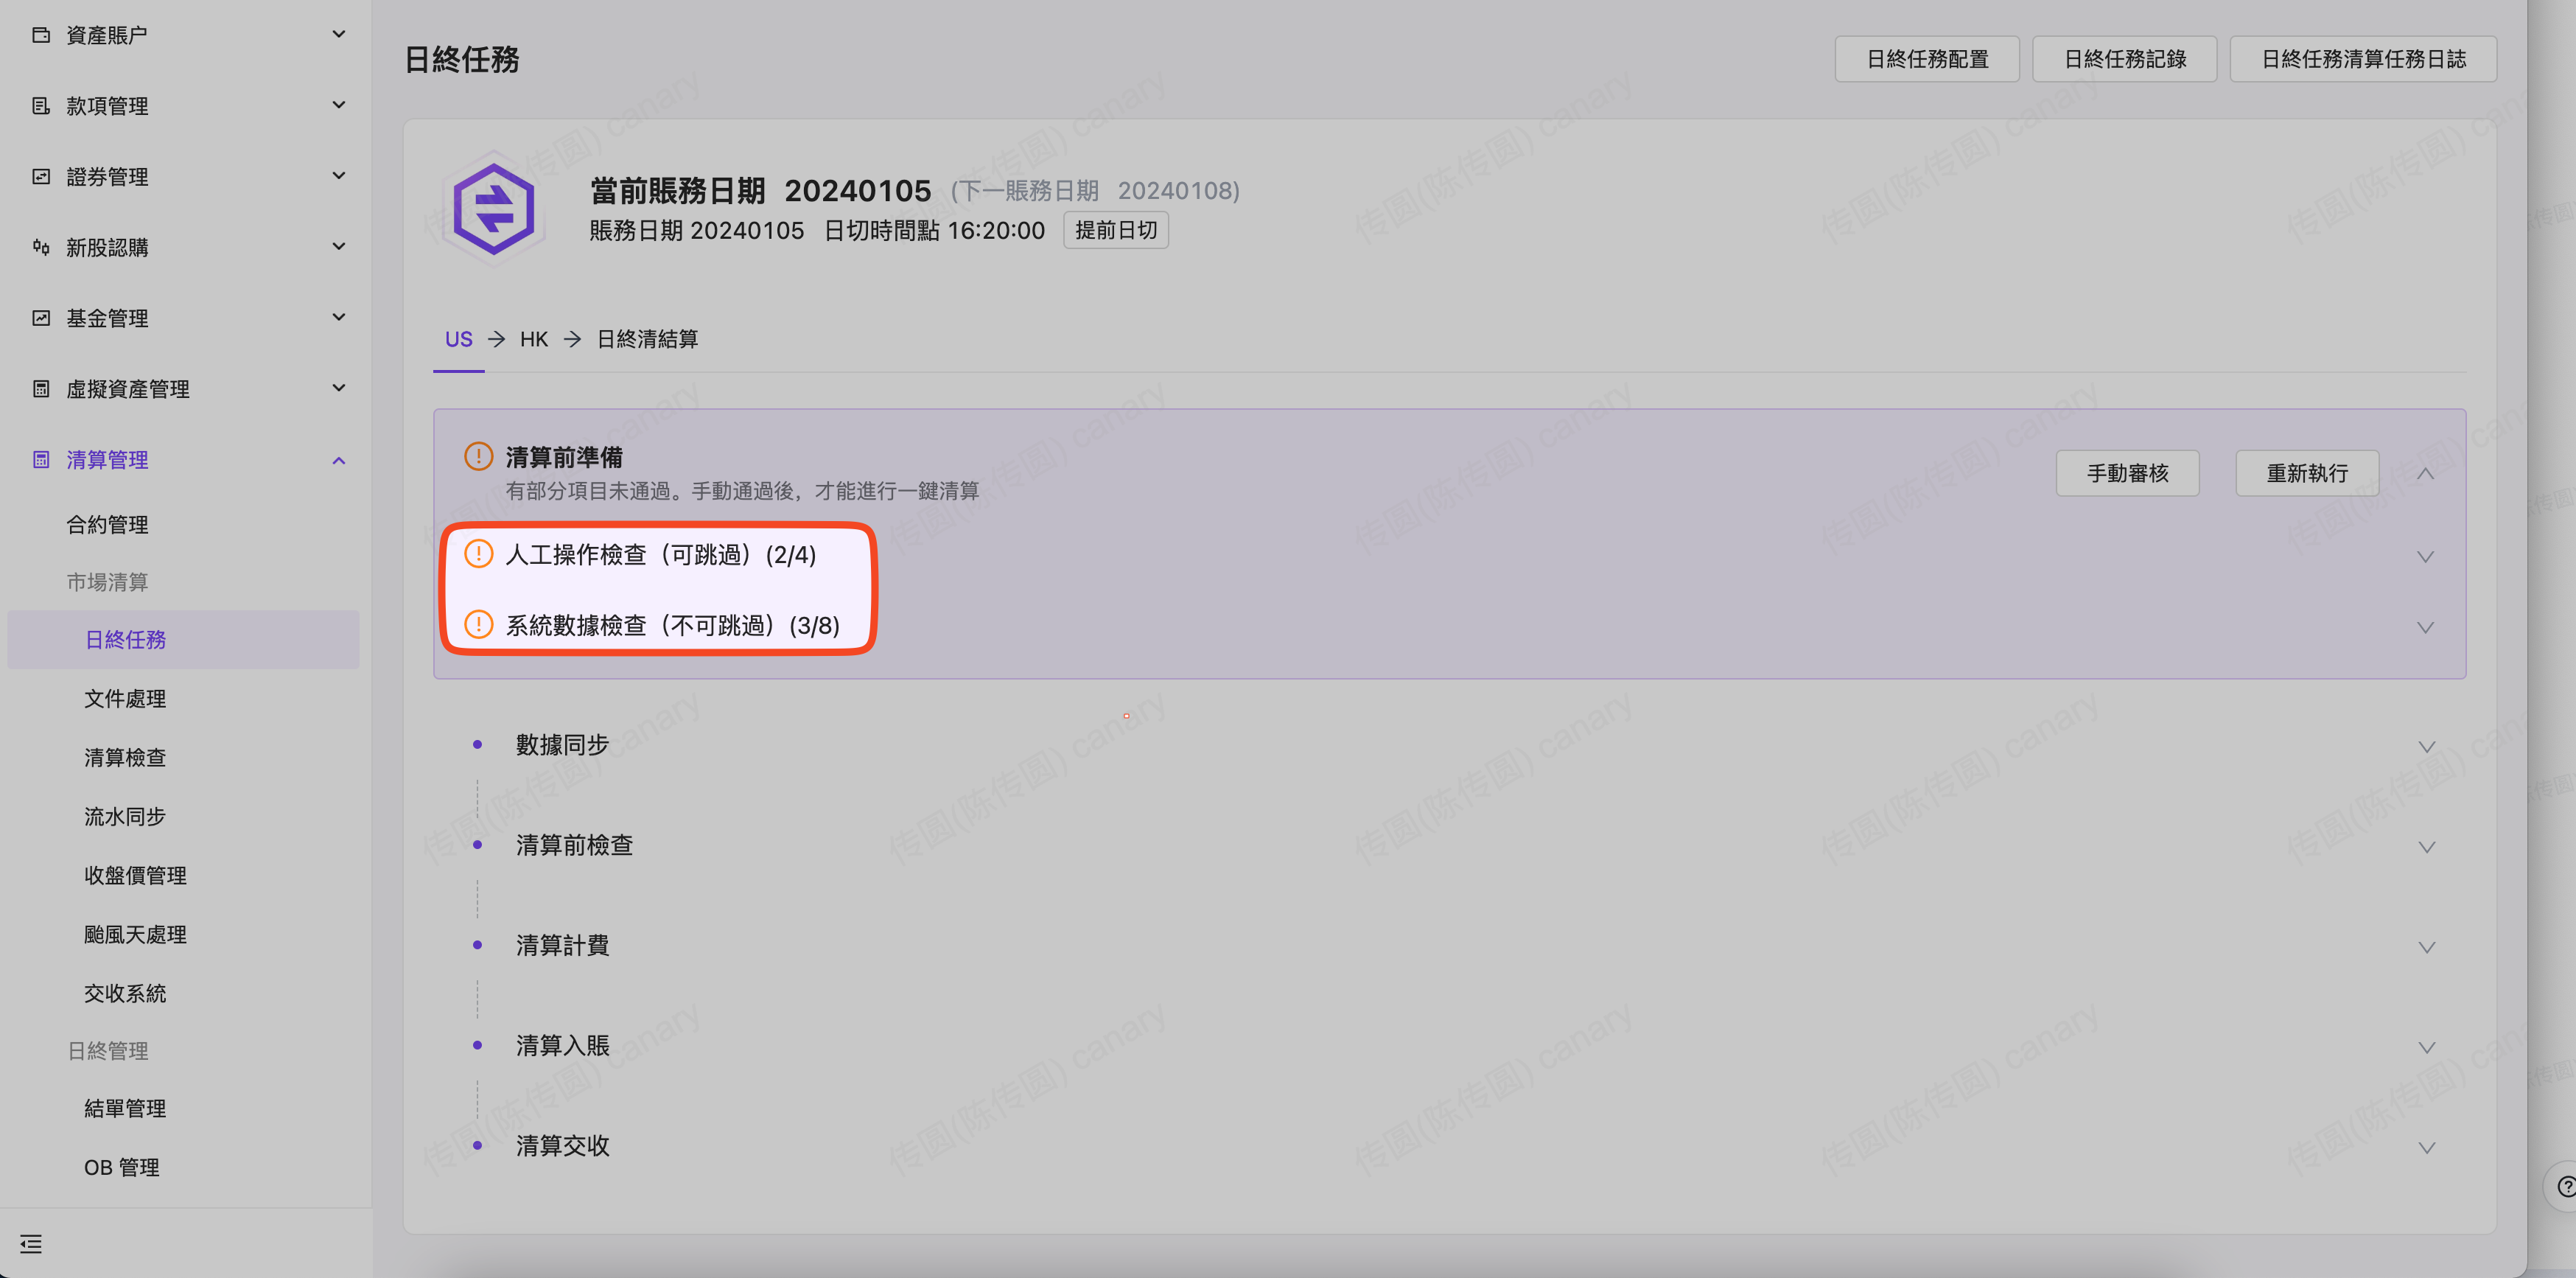 資產賬户
款項管理
證券管理
新股認購
基金管理
虛擬資產管理
清算管理
合約管理
市場清算
日終任務
文件處理
清算檢查
流水同步
收盤價管理
颱風天處理
交收系統
日終管理
結單管理
OB 管理
日終任務
日終任務配置
日終任務記錄
日終任務清算任務日誌
當前賬務日期 20240105 (下一賬務日期 20240108)
賬務日期 20240105 日切時間點 16:20:00 提前日切
US → HK → 日終清結算
清算前準備
有部分項目未通過。手動通過後，才能進行一鍵清算
手動審核
重新執行
人工操作檢查（可跳過）(2/4)
系統數據檢查（不可跳過）(3/8)
數據同步
清算前檢查
清算計費
清算入賬
清算交收
传圆(陈传圆) canary